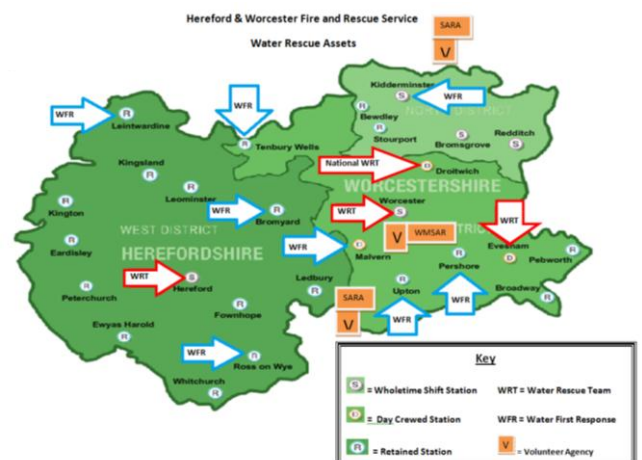 Hereford & Worcester Fire and Rescue Service
SARA
V
Water Rescue Assets
Kidderminster
S
WFR
WFR
R
Leintwardine
WFR
R
Bewdley
R
Stourport
NORTH DISTRICT
S
Bromsgrove
Redditch
S
R
Tenbury Wells
Kingsland
R
National WRT
D
Droitwich
WORCESTERSHIRE
Leominster
R
Kington
R
WFR
R
Bromyard
WRT
Worcester
S
WRT
WEST DISTRICT
HEREFORDSHIRE
V
WMSAR
Eardisley
R
WFR
D
Malvern
Evesham
D
Pebworth
R
R
Pershore
WRT
S
Hereford
Peterchurch
R
Ledbury
R
R
Upton
Broadway
R
SARA
V
WFR
WFR
Fownhope
R
Ewyas Harold
R
WFR
R
Ross on Wye
Whitchurch
R
Key
S = Wholetime Shift Station
WRT = Water Rescue Team
D = Day Crewed Station
WFR = Water First Response
R = Retained Station
V = Volunteer Agency